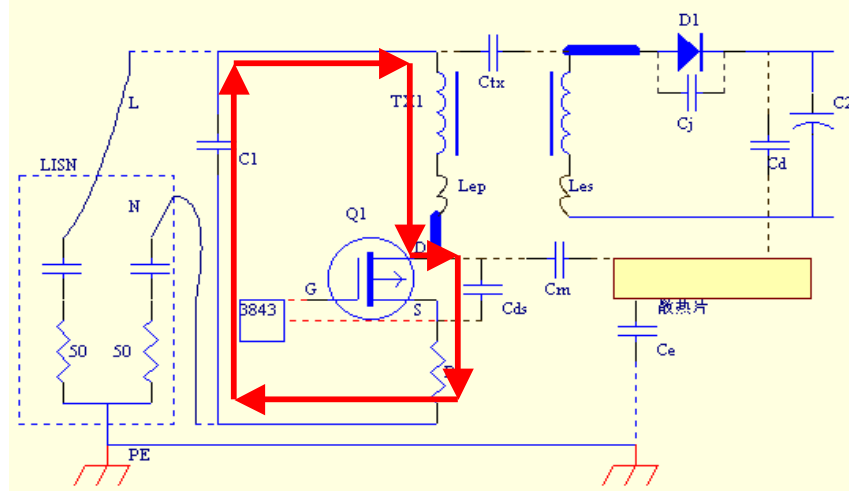 D1
Ctx
L
TX1
Cj
C2
C1
Cd
LISN
Lep
Les
N
Q1
D
G
S
Cds
Cm
3843
散热片
50
50
Ce
PE